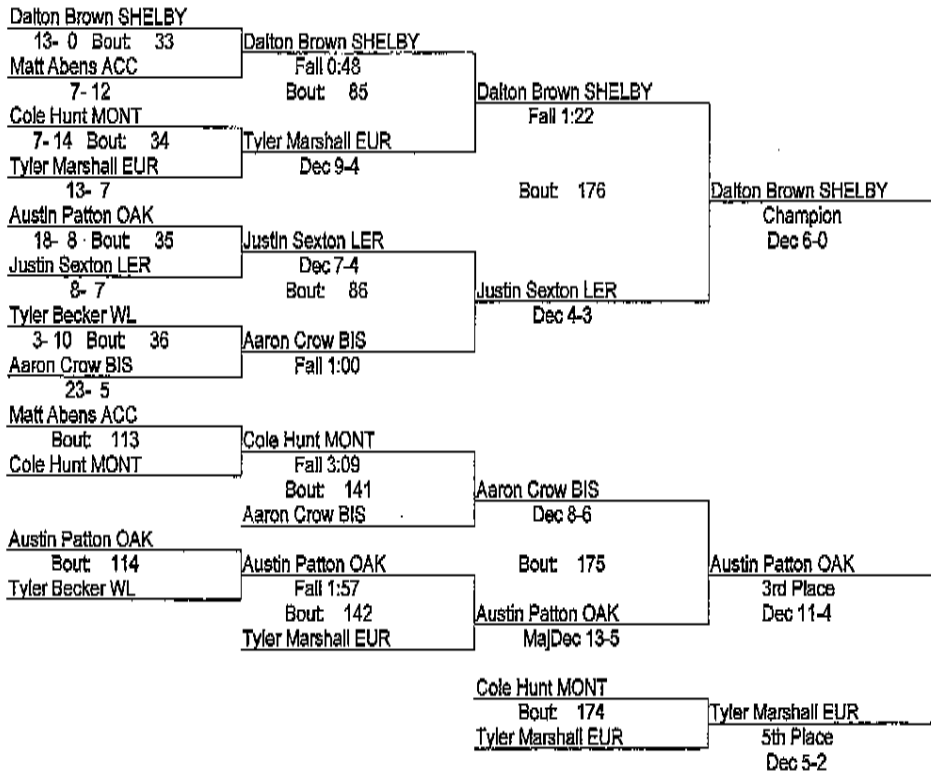 Dalton Brown SHELBY
13- 0 Bout: 33
Matt Abens ACC
7- 12
Cole Hunt MONT
7- 14 Bout: 34
Tyler Marshall EUR
13- 7
Austin Patton OAK
18- 8 Bout: 35
Justin Sexton LER
8- 7
Tyler Becker WL
3- 10 Bout: 36
Aaron Crow BIS
23- 5
Dalton Brown SHELBY
Fall 0:48
Bout: 85
Tyler Marshall EUR
Dec 9-4
Justin Sexton LER
Dec 7-4
Bout: 86
Aaron Crow BIS
Fall 1:00
Dalton Brown SHELBY
Fall 1:22
Bout: 176
Justin Sexton LER
Dec 4-3
Dalton Brown SHELBY
Champion
Dec 6-0
Matt Abens ACC
Bout: 113
Cole Hunt MONT
Austin Patton OAK
Bout: 114
Tyler Becker WL
Cole Hunt MONT
Fall 3:09
Bout: 141
Aaron Crow BIS
Austin Patton OAK
Fall 1:57
Bout: 142
Tyler Marshall EUR
Aaron Crow BIS
Dec 8-6
Bout: 175
Austin Patton OAK
MajDec 13-5
Austin Patton OAK
3rd Place
Dec 11-4
Cole Hunt MONT
Bout: 174
Tyler Marshall EUR
Tyler Marshall EUR
5th Place
Dec 5-2